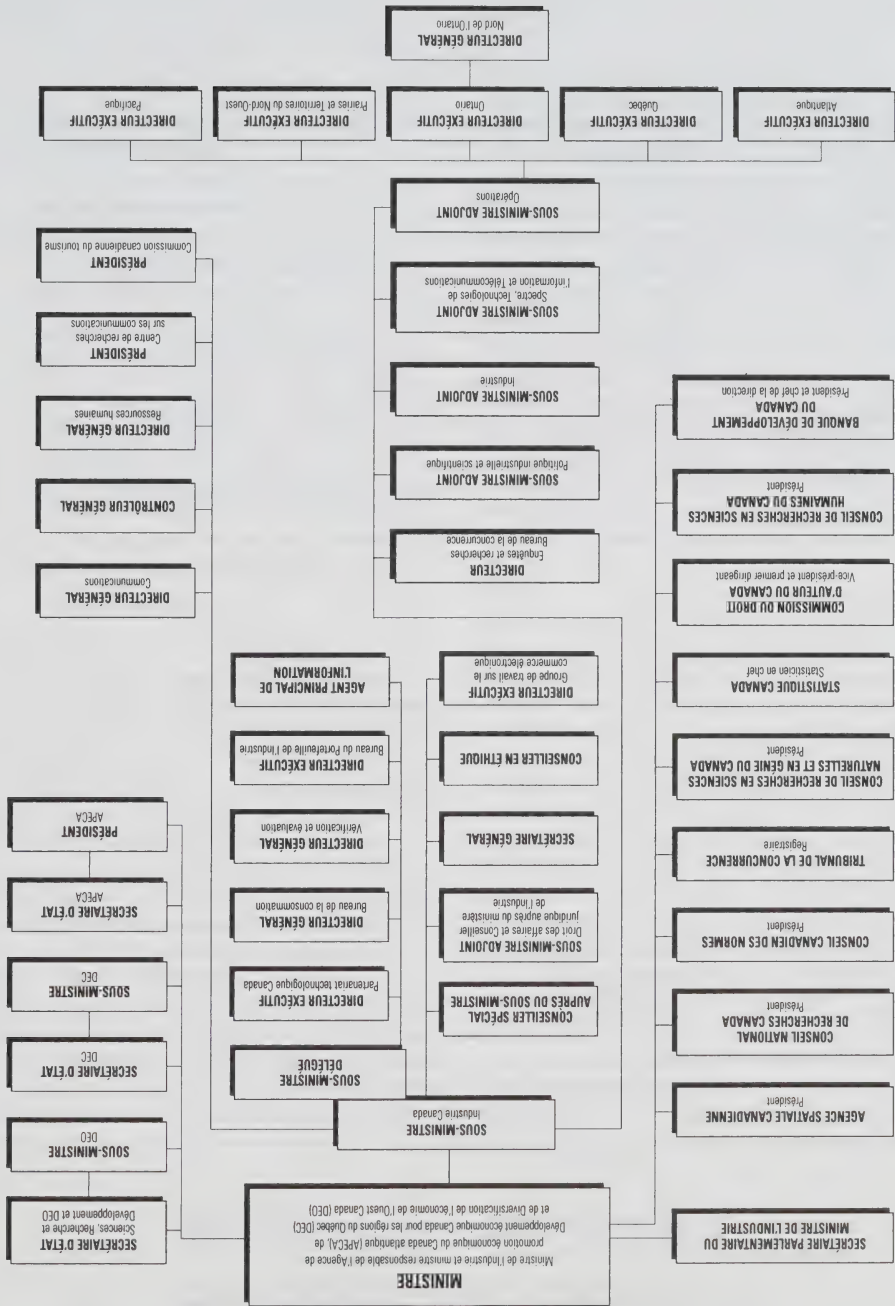 MINISTRE
Ministre de l'Industrie et ministre responsable de l'Agence de
promotion économique du Canada atlantique (APECA), de
Développement économique Canada pour les régions du Québec (DEC)
et de Diversification de l'économie de l'Ouest Canada (DEO)
SECRÉTAIRE PARLEMENTAIRE DU
MINISTRE DE L'INDUSTRIE
AGENCE SPATIALE CANADIENNE
Président
CONSEIL NATIONAL
DE RECHERCHES CANADA
Président
CONSEIL CANADIEN DES NORMES
Président
TRIBUNAL DE LA CONCURRENCE
Registraire
CONSEIL DE RECHERCHES EN SCIENCES
NATURELLES ET EN GÉNIE DU CANADA
Président
STATISTIQUE CANADA
Statisticien en chef
COMMISSION DU DROIT
D'AUTEUR DU CANADA
Vice-président et premier dirigeant
CONSEIL DE RECHERCHES EN SCIENCES
HUMAINES DU CANADA
Président
BANQUE DE DÉVELOPPEMENT
DU CANADA
Président et chef de la direction
SECRÉTAIRE D'ÉTAT
Sciences, Recherche et
Développement et DEO
SOUS-MINISTRE
DEO
SECRÉTAIRE D'ÉTAT
DEC
SOUS-MINISTRE
DEC
SECRÉTAIRE D'ÉTAT
APECA
PRÉSIDENT
APECA
SOUS-MINISTRE
Industrie Canada
SOUS-MINISTRE
DÉLÉGUÉ
CONSEILLER SPÉCIAL
AUPRÈS DU SOUS-MINISTRE
SOUS-MINISTRE ADJOINT
Droit des affaires et Conseiller
juridique auprès du ministère
de l'Industrie
SECRÉTAIRE GÉNÉRAL
CONSEILLER EN ÉTHIQUE
DIRECTEUR EXÉCUTIF
Groupe de travail sur le
commerce électronique
DIRECTEUR EXÉCUTIF
Partenariat technologique Canada
DIRECTEUR GÉNÉRAL
Bureau de la consommation
DIRECTEUR GÉNÉRAL
Vérification et évaluation
DIRECTEUR EXÉCUTIF
Bureau du Portefeuille de l'Industrie
AGENT PRINCIPAL DE
L'INFORMATION
DIRECTEUR
Enquêtes et recherches
Bureau de la concurrence
SOUS-MINISTRE ADJOINT
Politique industrielle et scientifique
SOUS-MINISTRE ADJOINT
Industrie
SOUS-MINISTRE ADJOINT
Spectre, Technologies de
l'information et Télécommunications
SOUS-MINISTRE ADJOINT
Opérations
DIRECTEUR GÉNÉRAL
Communications
CONTRÔLEUR GÉNÉRAL
DIRECTEUR GÉNÉRAL
Ressources humaines
PRÉSIDENT
Centre de recherches
sur les communications
PRÉSIDENT
Commission canadienne du tourisme
DIRECTEUR EXÉCUTIF
Atlantique
DIRECTEUR EXÉCUTIF
Québec
DIRECTEUR EXÉCUTIF
Ontario
DIRECTEUR EXÉCUTIF
Prairies et Territoires du Nord-Ouest
DIRECTEUR EXÉCUTIF
Pacifique
DIRECTEUR GÉNÉRAL
Nord de l'Ontario